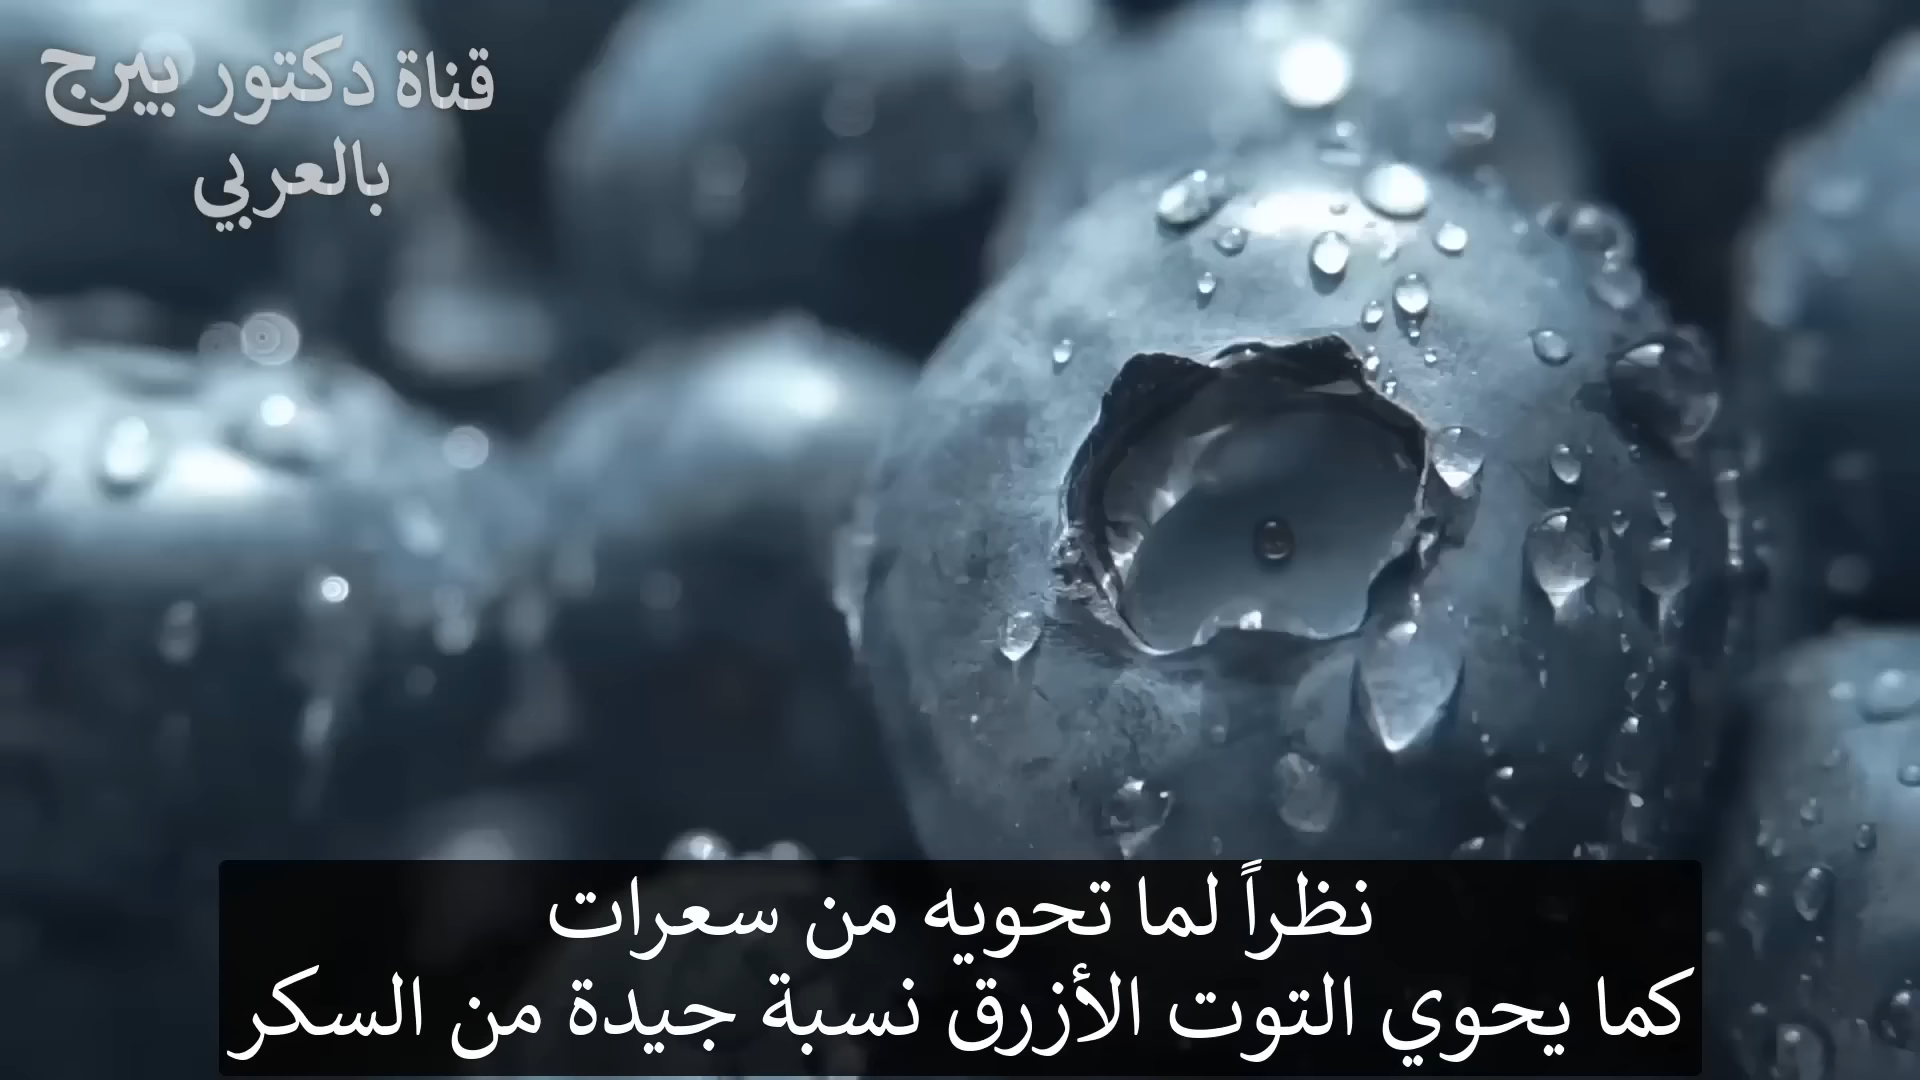 قناة دكتور بيرج
بالعربي
نظراً لما تحويه من سعرات
كما يحوي التوت الأزرق نسبة جيدة من السكر